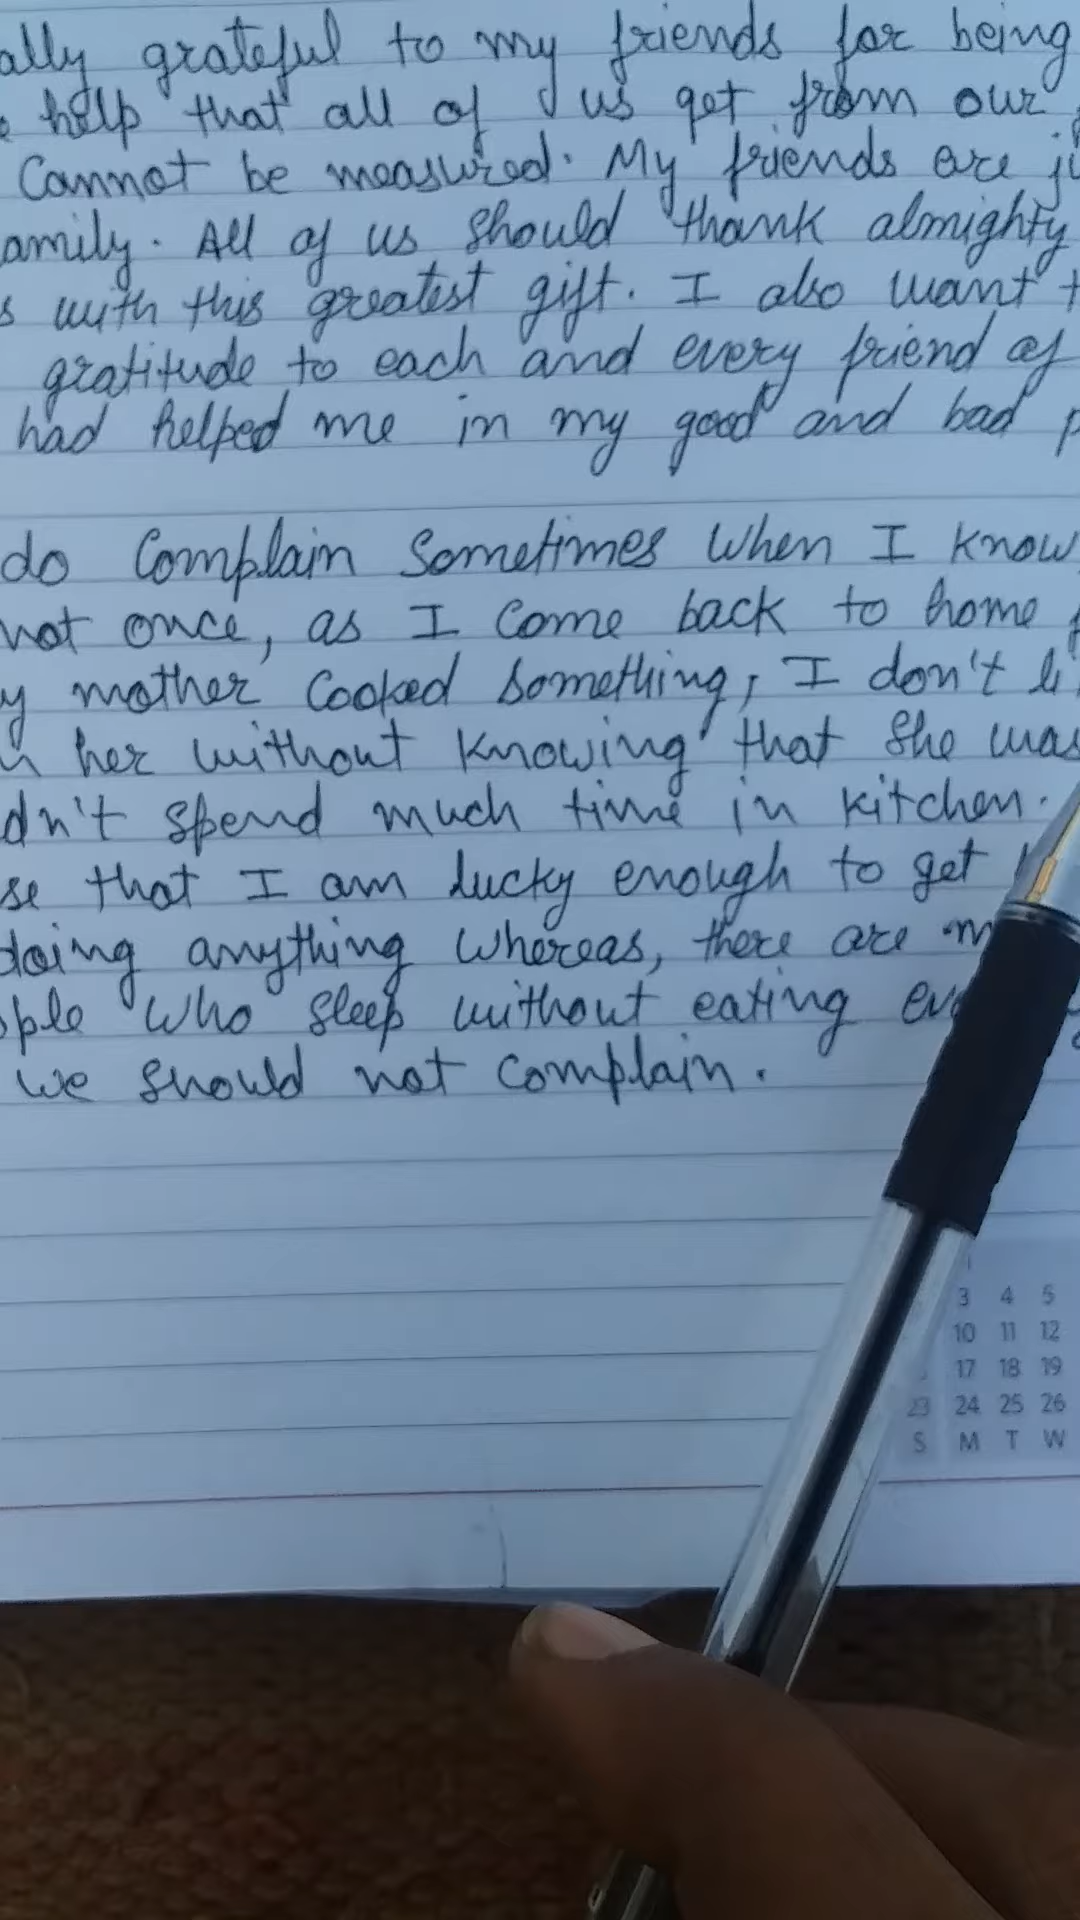 ally grateful to my friends for being
help that all of us get from our
Cannot be measured. My friends are
amily. All of us should thank almighty
s with this greatest gift. I also want
gratitude to each and every friend of
had helped me in my good and bad
do Complain Sometimes When I know
not once, as I come back to home
y mother Cooked Something, I don't
her without knowing that she was
dn't spend much time in kitchen.
se that I am lucky enough to get
doing anything whereas, there are
ople who sleep without eating
we should not complain.
3 4 5
10 11 12
17 18 19
23 24 25 26
S M T W